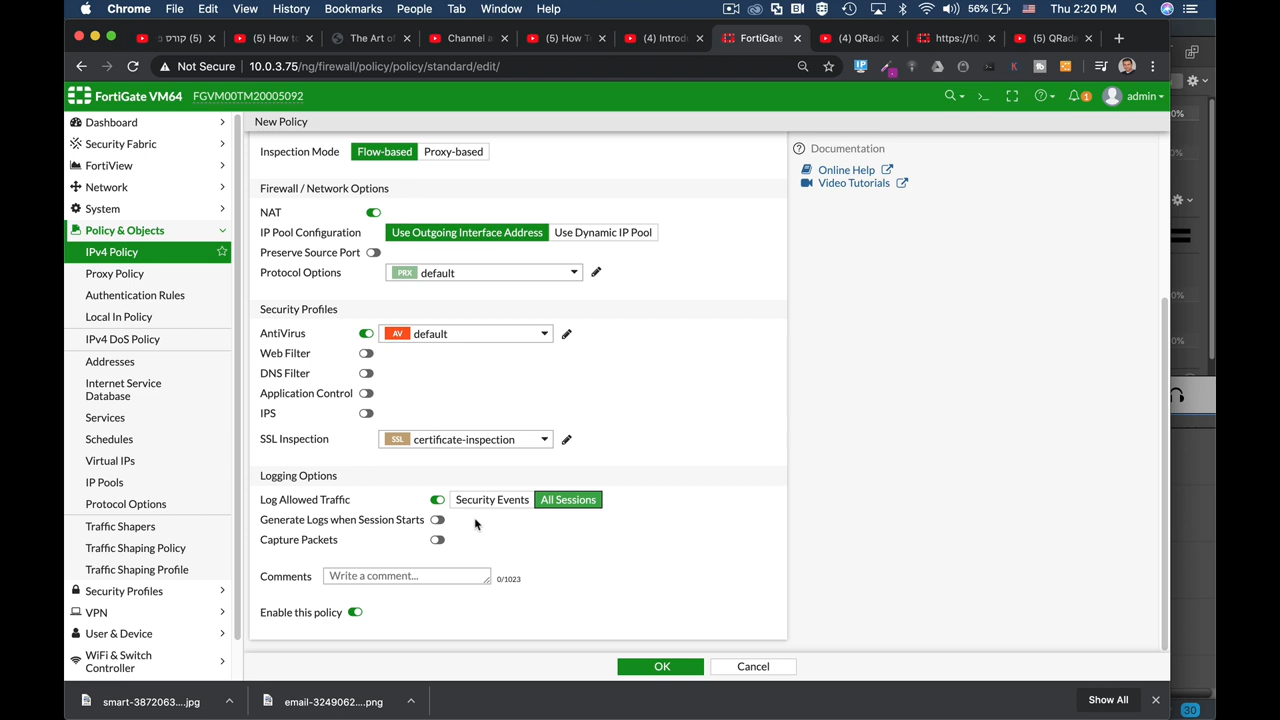 Chrome File Edit View History Bookmarks People Tab Window Help 56% Thu 2:20 PM
קורס מ (5) (5) How to The Art of Channel a (5) How T (4) Introdu FortiGate (4) QRada https://10. (5) QRada
Not Secure 10.0.3.75/ng/firewall/policy/policy/standard/edit/
FortiGate VM64 FGVM00TM20005092 1 admin
Dashboard
Security Fabric
FortiView
Network
System
Policy & Objects
IPv4 Policy
Proxy Policy
Authentication Rules
Local In Policy
IPv4 DoS Policy
Addresses
Internet Service
Database
Services
Schedules
Virtual IPs
IP Pools
Protocol Options
Traffic Shapers
Traffic Shaping Policy
Traffic Shaping Profile
Security Profiles
VPN
User & Device
WiFi & Switch
Controller
New Policy
Inspection Mode Flow-based Proxy-based
Firewall / Network Options
NAT
IP Pool Configuration Use Outgoing Interface Address Use Dynamic IP Pool
Preserve Source Port
Protocol Options PRX default
Security Profiles
AntiVirus AV default
Web Filter
DNS Filter
Application Control
IPS
SSL Inspection SSL certificate-inspection
Logging Options
Log Allowed Traffic Security Events All Sessions
Generate Logs when Session Starts
Capture Packets
Comments Write a comment... 0/1023
Enable this policy
OK Cancel
Documentation
Online Help
Video Tutorials
smart-3872063....jpg email-3249062....png Show All
30